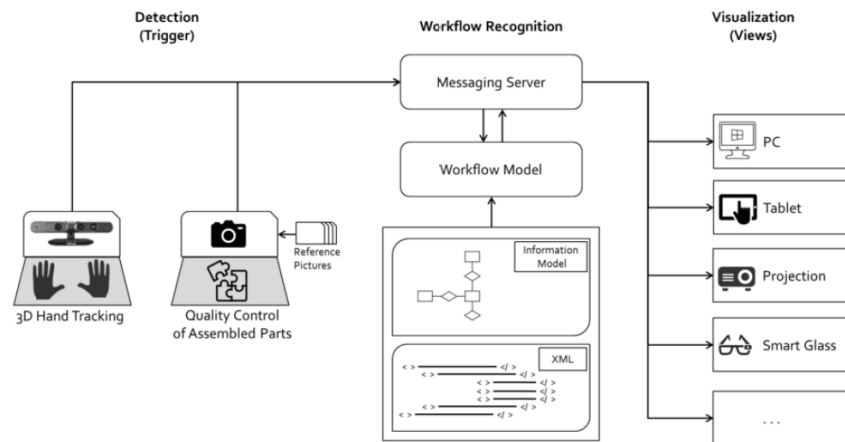 Detection
(Trigger)
Workflow Recognition
Visualization
(Views)
Messaging Server
Workflow Model
PC
Tablet
Projection
Smart Glass
...
Reference
Pictures
3D Hand Tracking
Quality Control
of Assembled Parts
Information
Model
XML
< > </ >
< > </ >
< > </ >
< > </ >
< > </ >
< > </ >
< > </ >